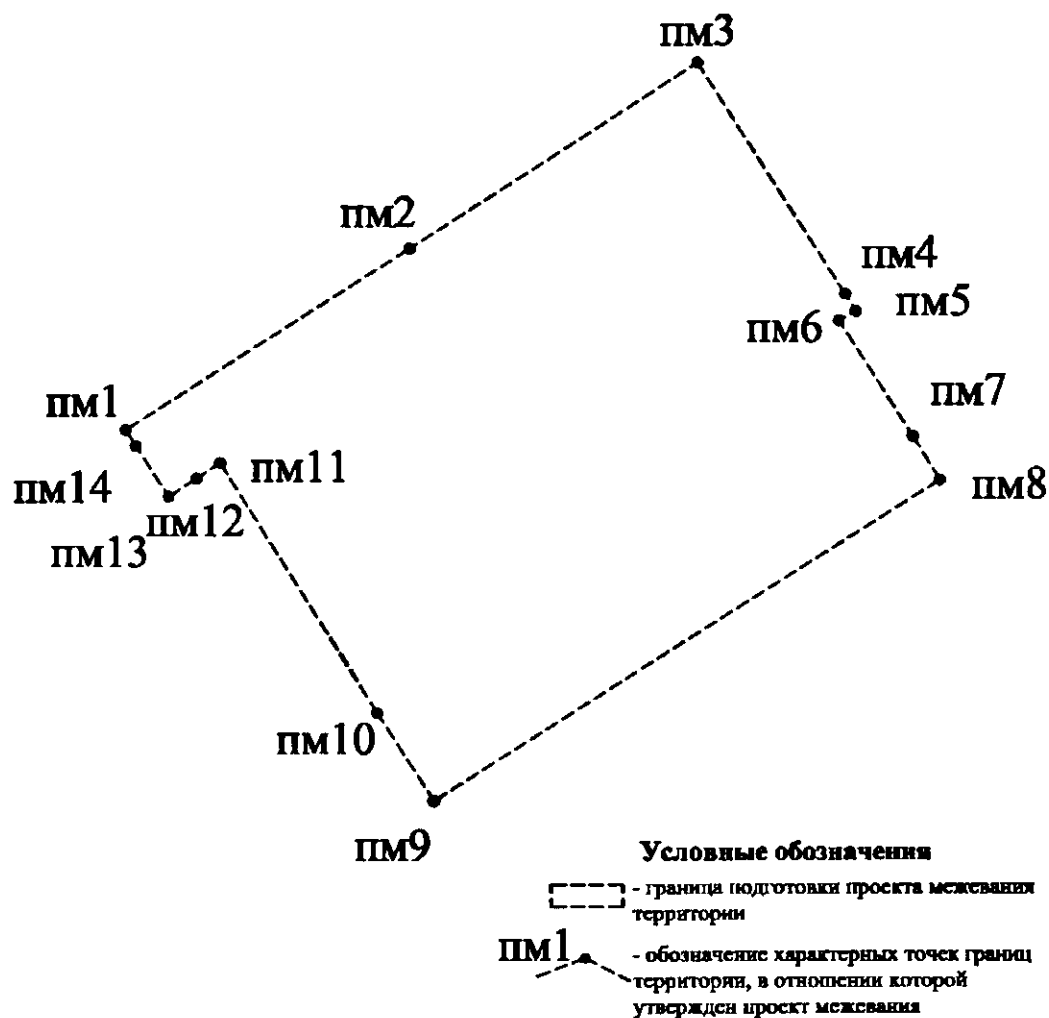 пм3
пм2
пм4
пм5
пм6
пм1
пм7
пм11
пм14
пм8
пм12
пм13
пм10
пм9
Условные обозначения
- граница подготовки проекта межевания
территории
пм1
- обозначение характерных точек границ
территории, в отношении которой
утвержден проект межевания